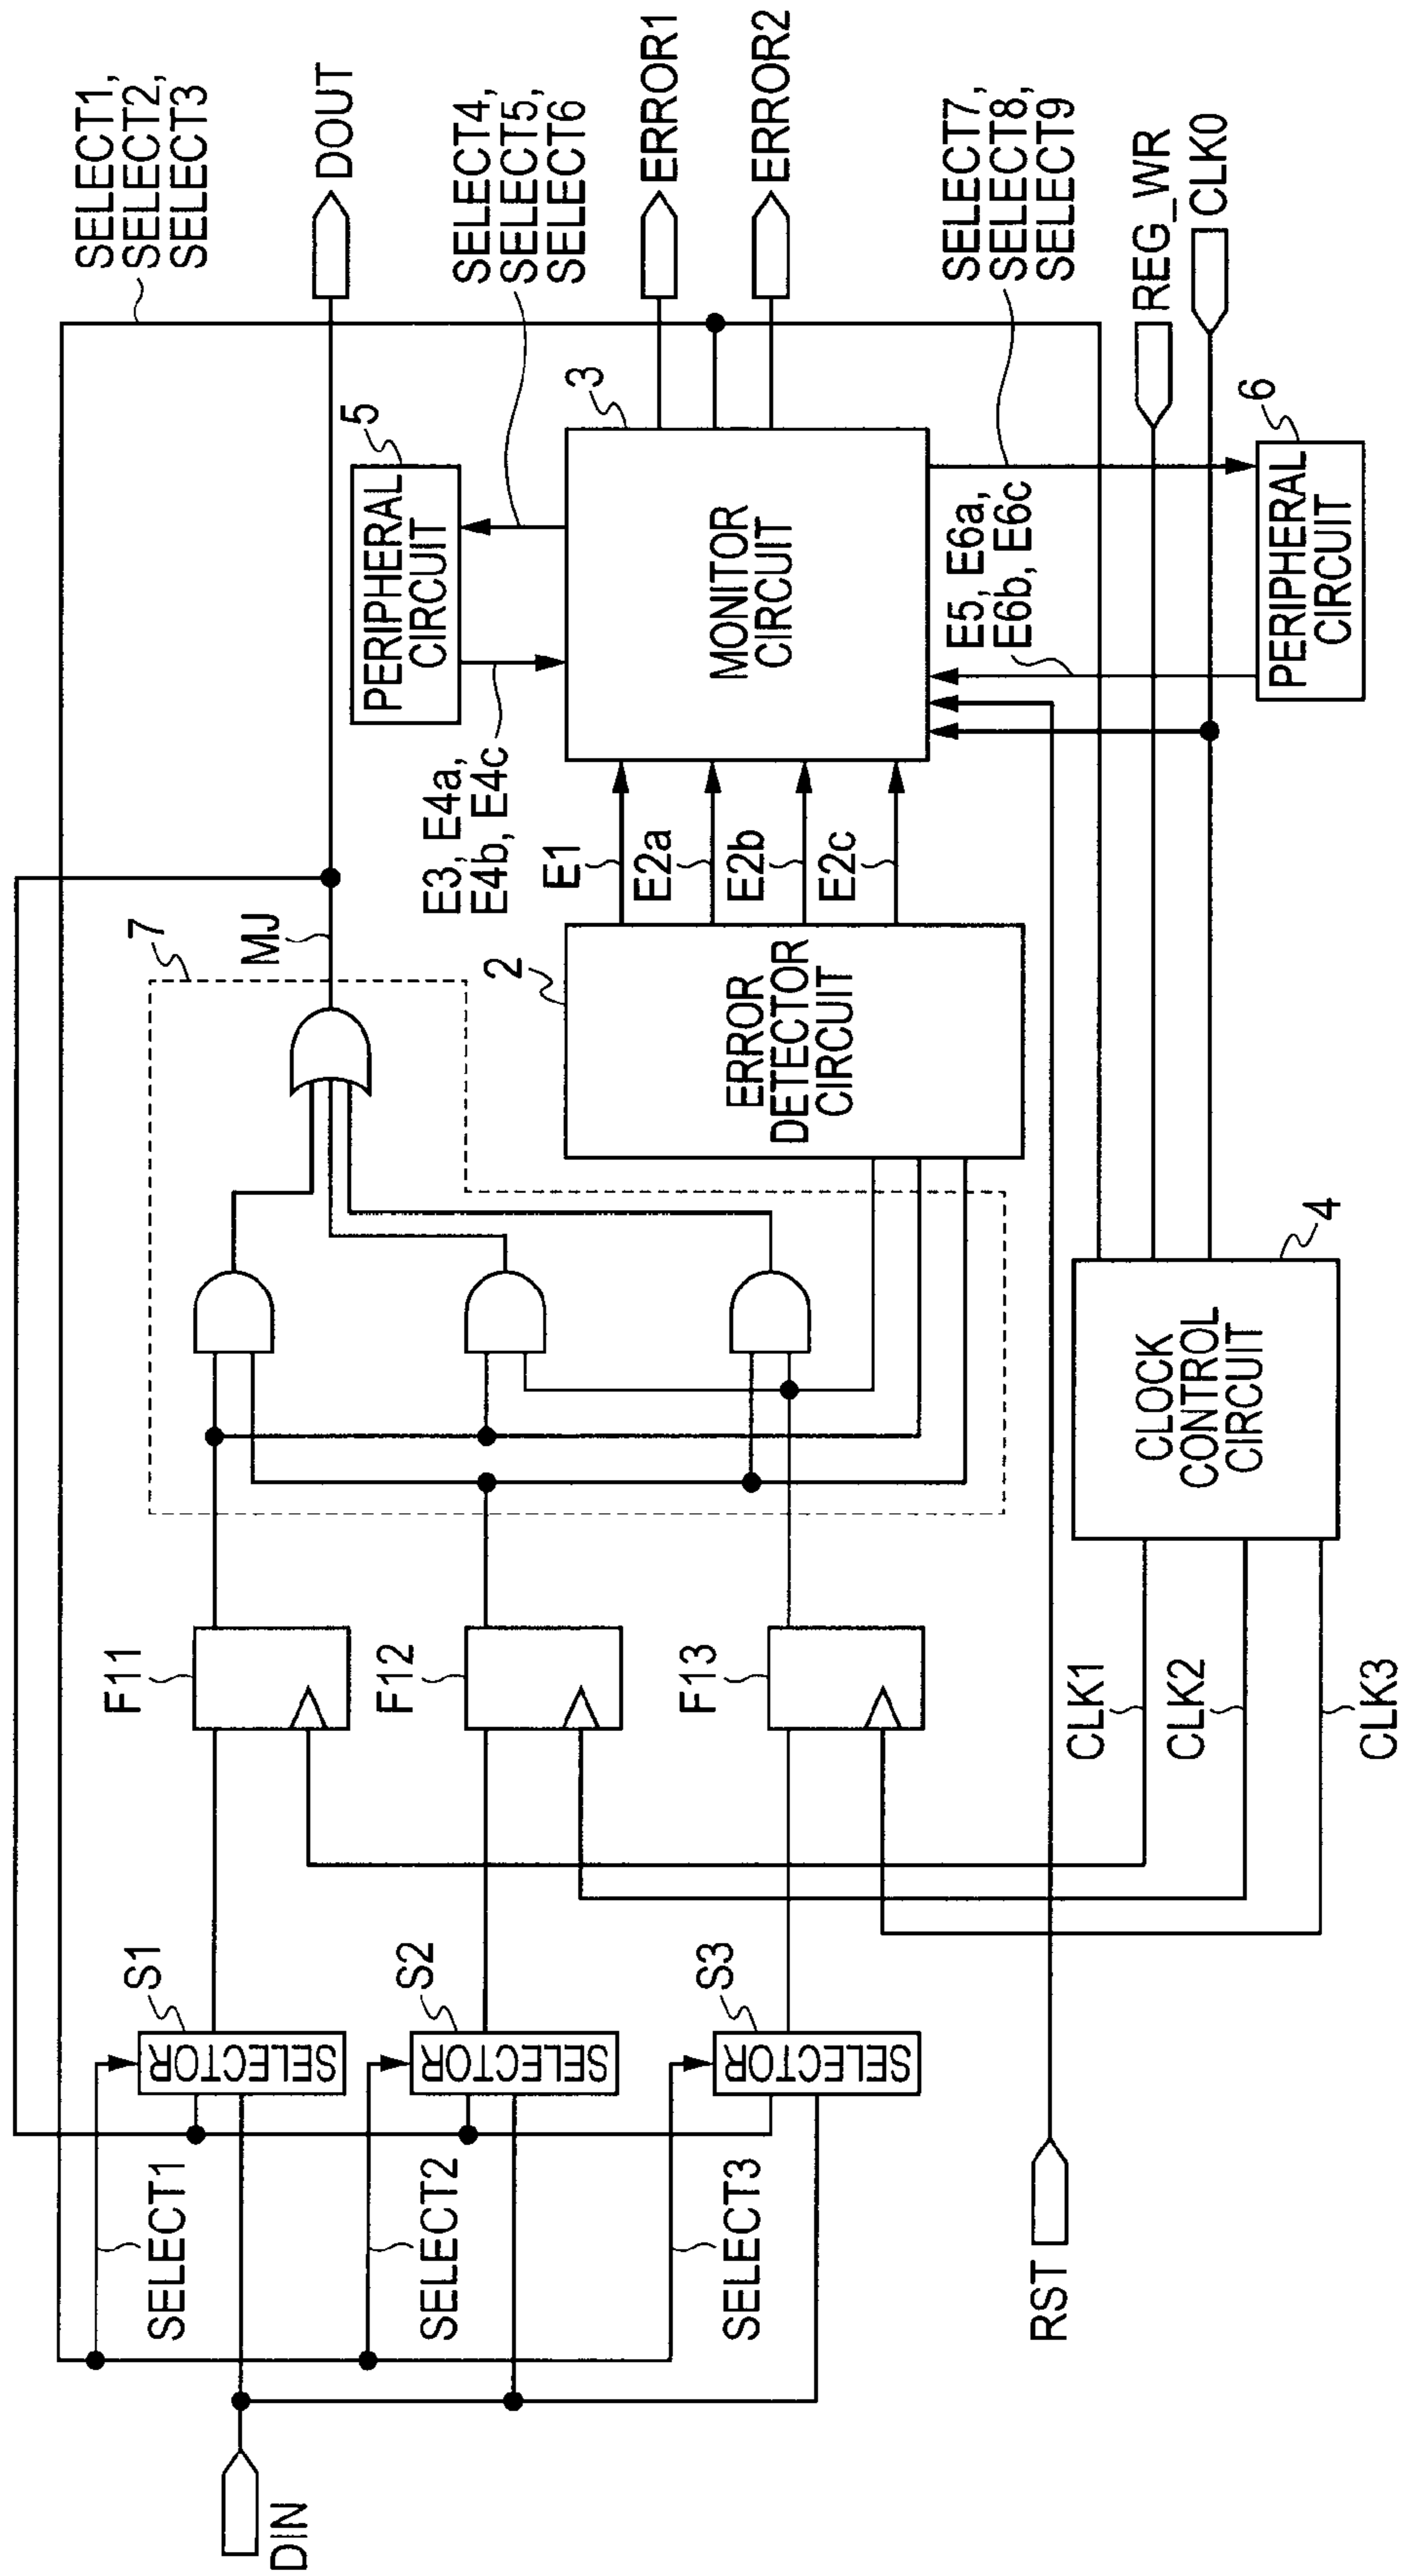 SELECT1,
SELECT2,
SELECT3
DOUT
SELECT4,
SELECT5,
SELECT6
ERROR1
ERROR2
SELECT7,
SELECT8,
SELECT9
REG_WR
CLK0
5
PERIPHERAL
CIRCUIT
3
MONITOR
CIRCUIT
6
PERIPHERAL
CIRCUIT
E3, E4a,
E4b, E4c
E5, E6a,
E6b, E6c
7
MJ
E1
E2a
E2b
E2c
2
ERROR
DETECTOR
CIRCUIT
4
CLOCK
CONTROL
CIRCUIT
F11
F12
F13
CLK1
CLK2
CLK3
S1
SELECTOR
S2
SELECTOR
S3
SELECTOR
SELECT1
SELECT2
SELECT3
RST
DIN